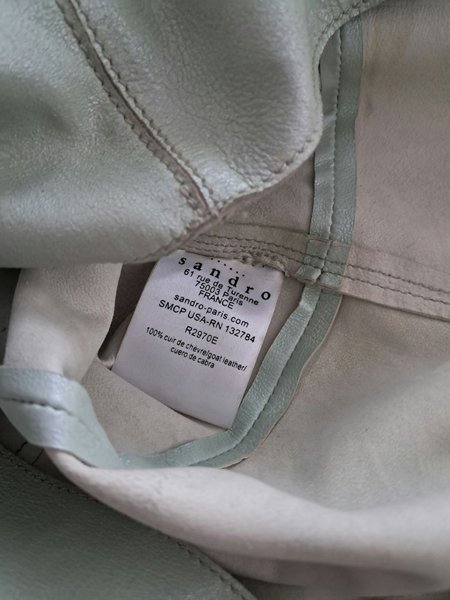 sandro
61 rue de Turenne
75003 Paris
FRANCE
sandro-paris.com
SMCP USA-RN 132784
R2970E
100% cuir de chèvre/goat leather/
cuero de cabra